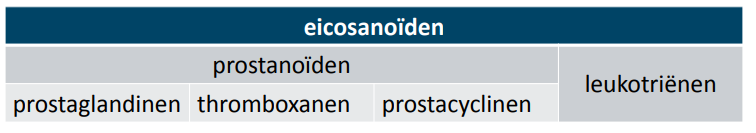 eicosanoïden
prostanoïden
leukotriënen
prostaglandinen thromboxanen prostacyclinen